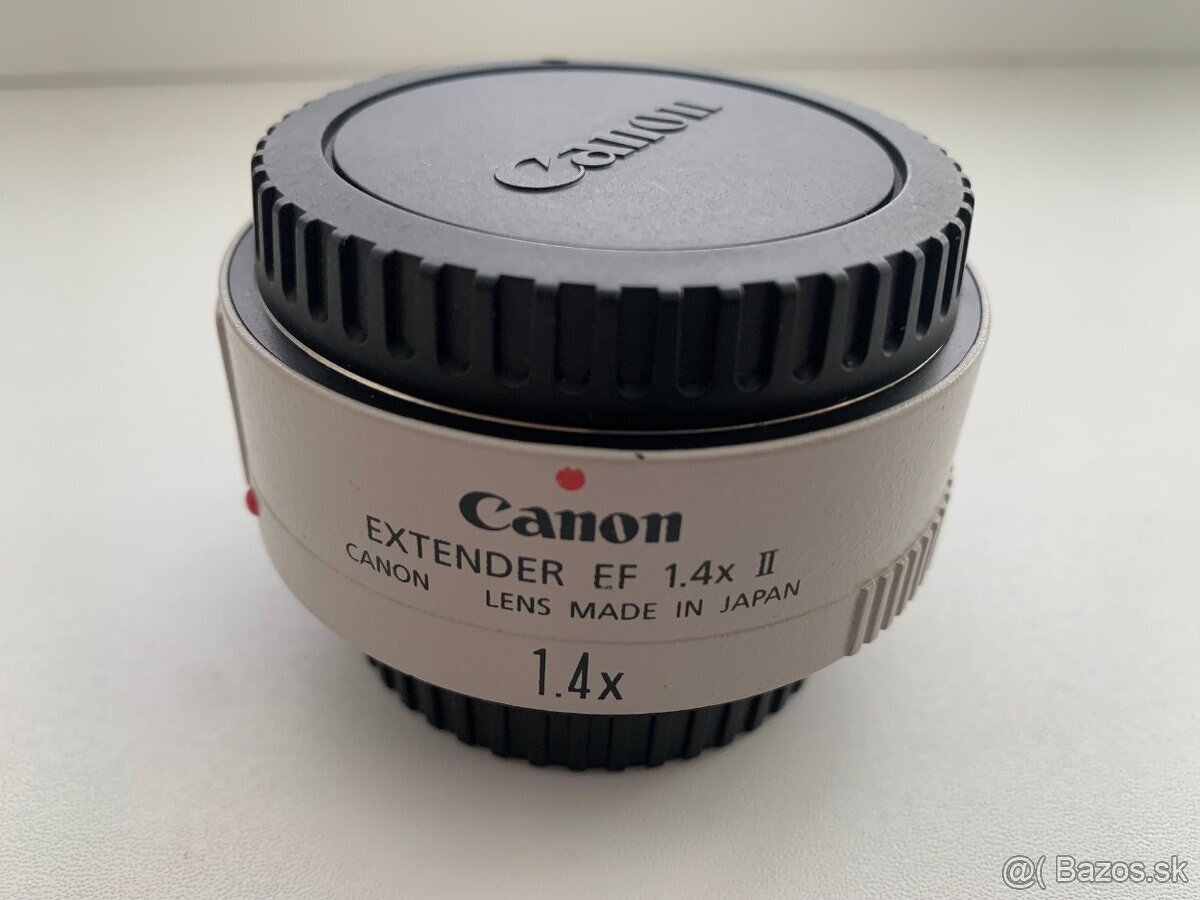 Canon
Canon
EXTENDER EF 1.4x II
CANON LENS MADE IN JAPAN
1.4x
@( Bazos.sk